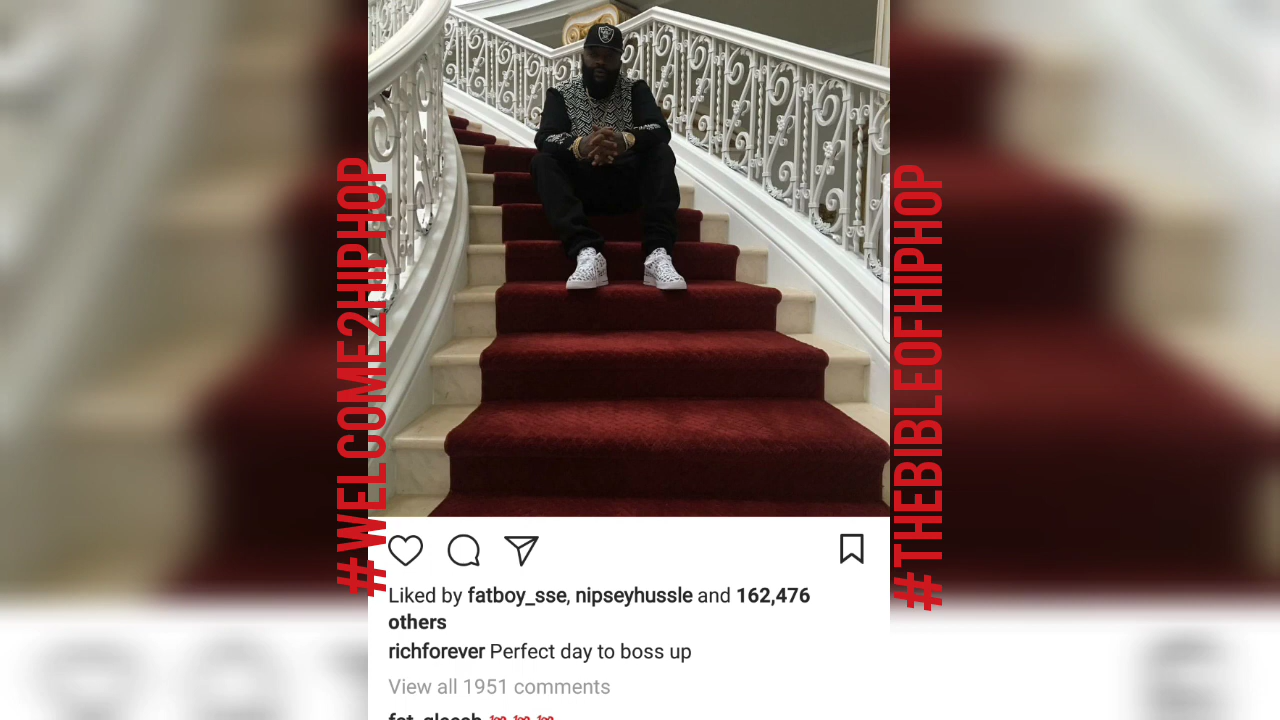 #WELCOME2HIPHOP
#THEBIBLEOFHIPHOP
Liked by fatboy_sse, nipseyhussle and 162,476
others
richforever Perfect day to boss up
View all 1951 comments